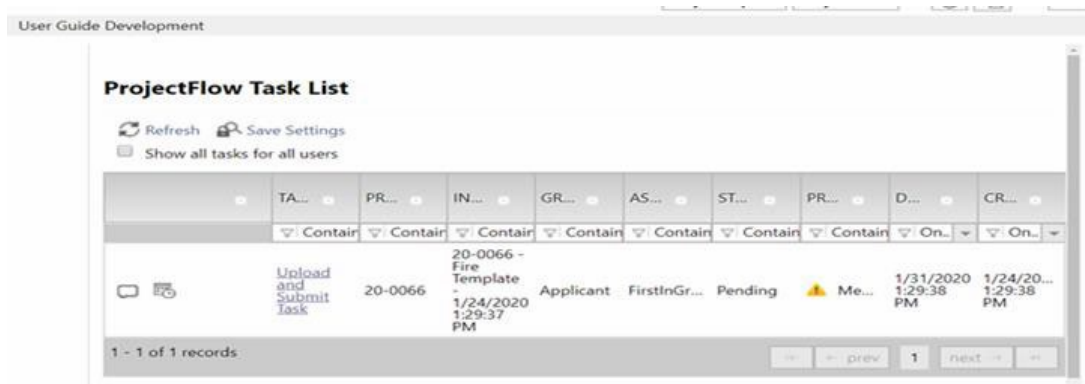 User Guide Development
ProjectFlow Task List
Refresh Save Settings
Show all tasks for all users
TA... PR... IN... GR... AS... ST... PR... D... CR...
Contain Contain Contain Contain Contain Contain Contain On.. On..
Upload and Submit Task
20-0066
20-0066 - Fire Template - 1/24/2020 1:29:37 PM
Applicant
FirstInGr...
Pending
Me...
1/31/2020 1:29:38 PM
1/24/20... 1:29:38 PM
1 - 1 of 1 records
prev 1 next